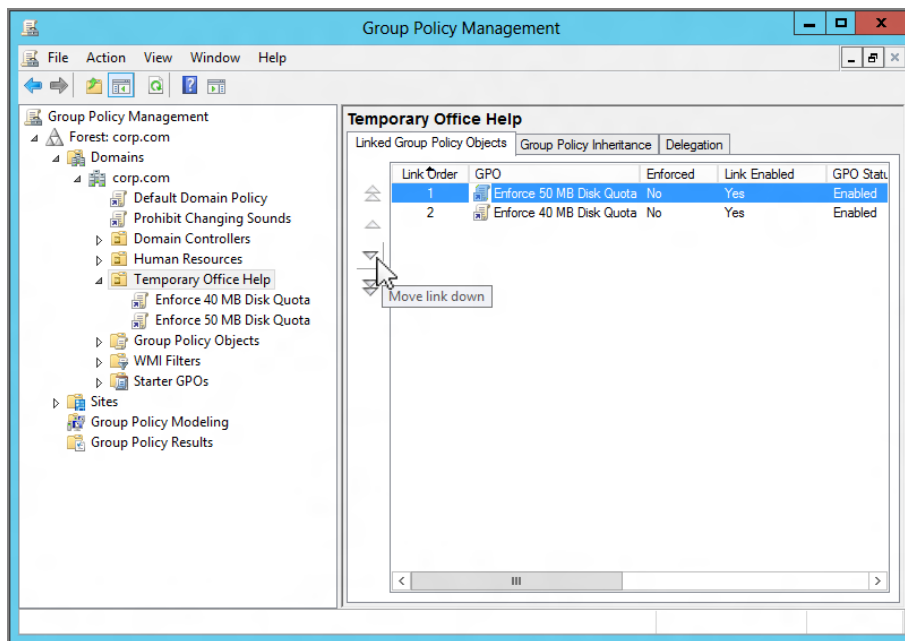 Group Policy Management
File Action View Window Help
Group Policy Management
Forest: corp.com
Domains
corp.com
Default Domain Policy
Prohibit Changing Sounds
Domain Controllers
Human Resources
Temporary Office Help
Enforce 40 MB Disk Quota
Enforce 50 MB Disk Quota
Group Policy Objects
WMI Filters
Starter GPOs
Sites
Group Policy Modeling
Group Policy Results
Temporary Office Help
Linked Group Policy Objects Group Policy Inheritance Delegation
Link Order GPO Enforced Link Enabled GPO Statu
1 Enforce 50 MB Disk Quota No Yes Enabled
2 Enforce 40 MB Disk Quota No Yes Enabled
Move link down